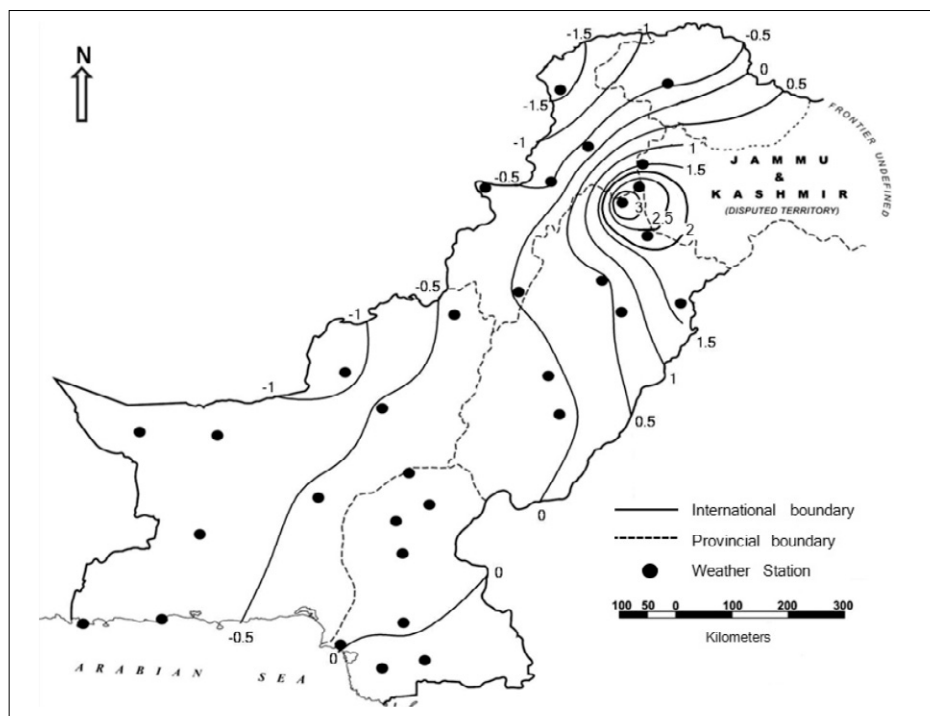 -1.5
-1
-0.5
N
0
0.5
-1.5
FRONTIER UNDEFINED
-1
1
JAMMU
1.5
&
-0.5
KASHMIR
3
2.5
(DISPUTED TERRITORY)
2
-0.5
-1
1.5
1
-1
0.5
0
International boundary
Provincial boundary
0
Weather Station
100 50 0 100 200 300
-0.5
Kilometers
0
ARABIAN SEA